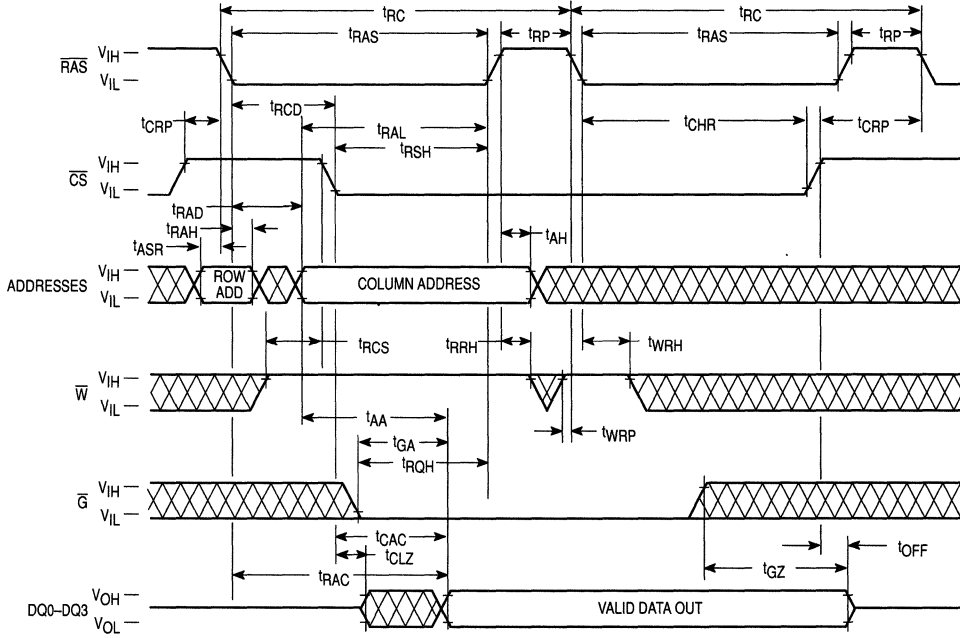 tRC tRC
tRAS tRP tRAS tRP
RAS VIH
VIL
tRCD
tCRP tRAL tCHR tCRP
tRSH
CS VIH
VIL
tRAD
tRAH
tASR tAH
ADDRESSES VIH
VIL
ROW
ADD
COLUMN ADDRESS
tRCS tRRH tWRH
W VIH
VIL
tAA
tWRP
tGA
tRQH
G VIH
VIL
tCAC
tCLZ tOFF
tRAC tGZ
DQ0–DQ3 VOH
VOL
VALID DATA OUT